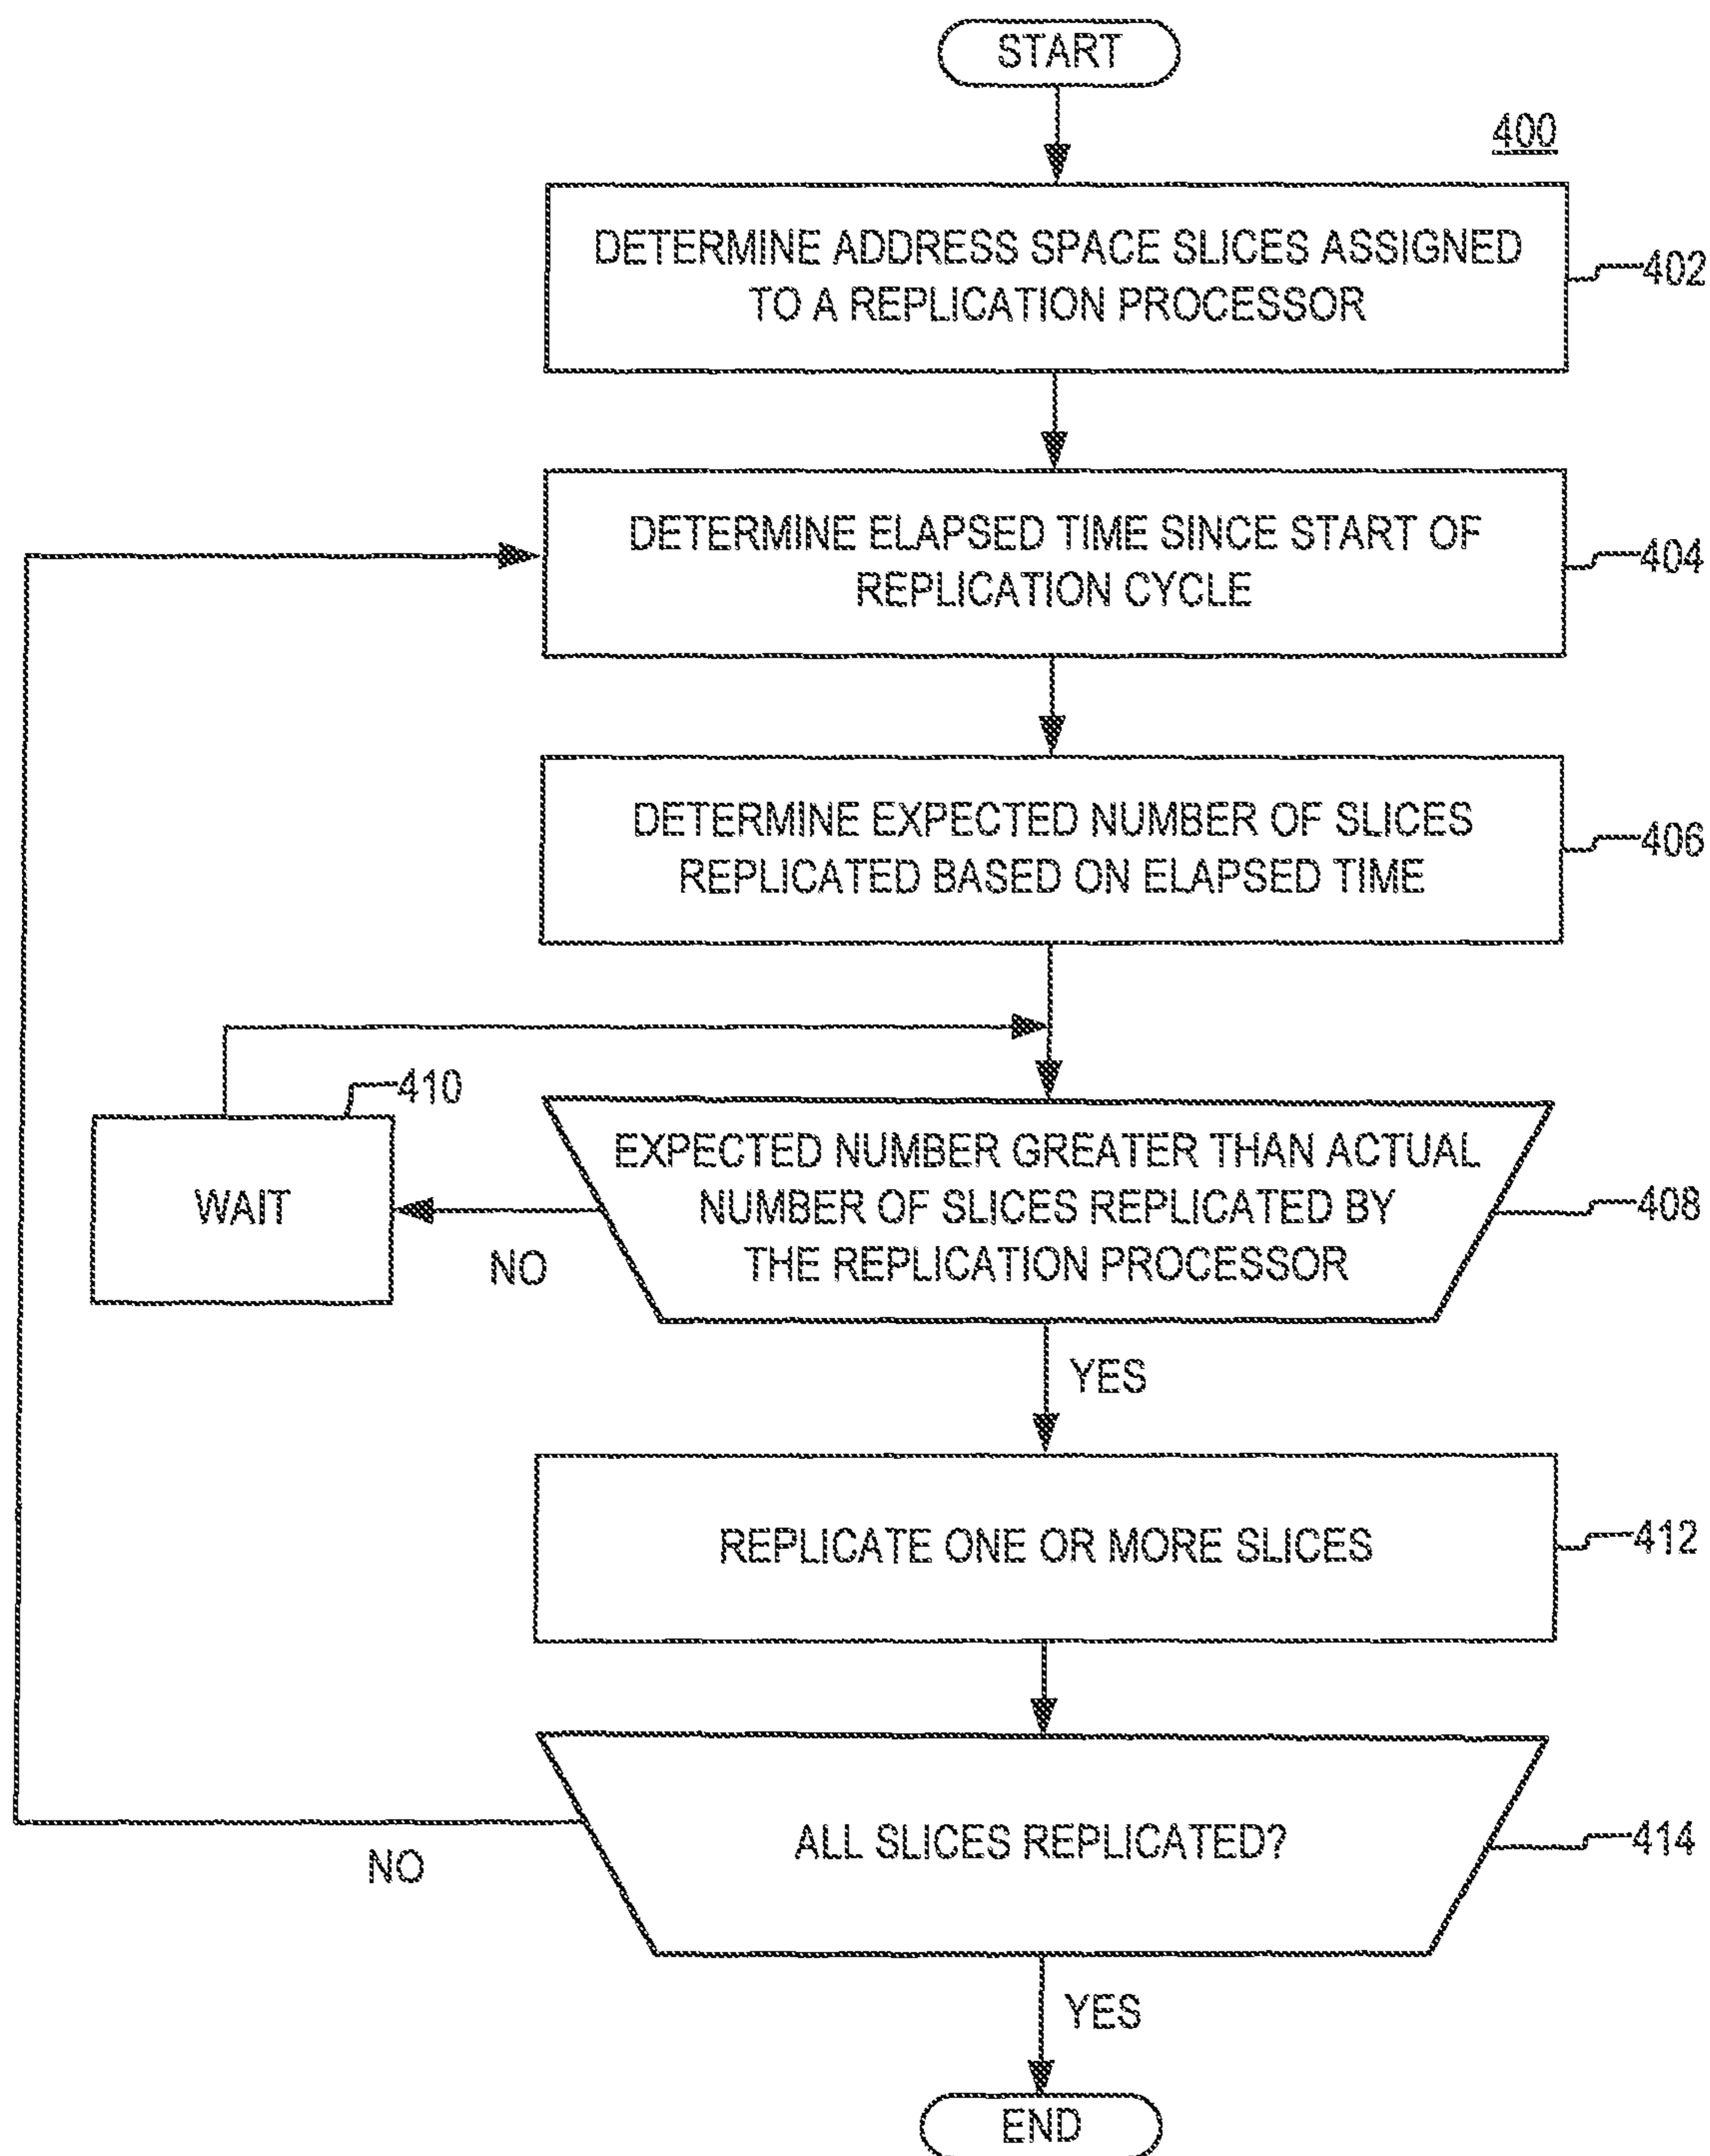 START
400
DETERMINE ADDRESS SPACE SLICES ASSIGNED
TO A REPLICATION PROCESSOR
402
DETERMINE ELAPSED TIME SINCE START OF
REPLICATION CYCLE
404
DETERMINE EXPECTED NUMBER OF SLICES
REPLICATED BASED ON ELAPSED TIME
406
410
WAIT
EXPECTED NUMBER GREATER THAN ACTUAL
NUMBER OF SLICES REPLICATED BY
THE REPLICATION PROCESSOR
408
NO
YES
REPLICATE ONE OR MORE SLICES
412
ALL SLICES REPLICATED?
414
NO
YES
END